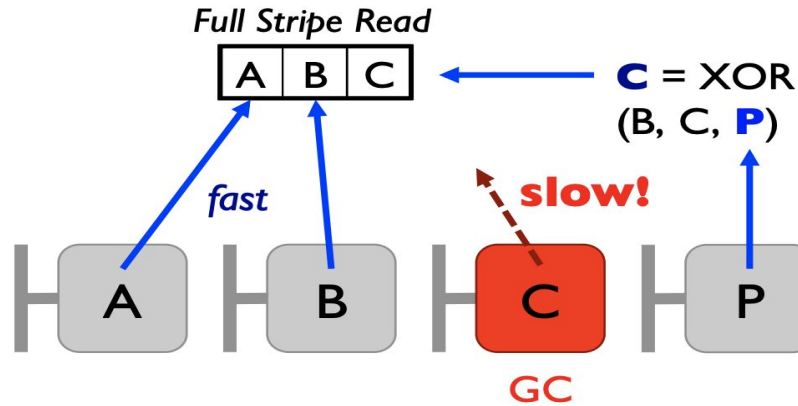 Full Stripe Read
A B C
C = XOR
(B, C, P)
fast
slow!
A
B
C
P
GC